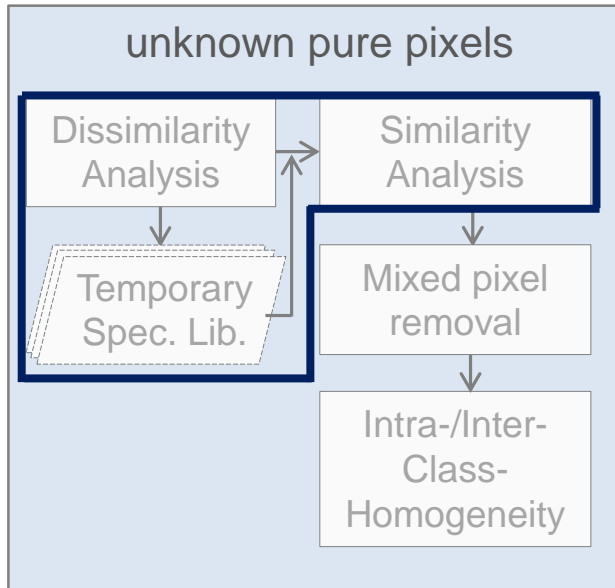 unknown pure pixels
Dissimilarity
Analysis
Similarity
Analysis
Temporary
Spec. Lib.
Mixed pixel
removal
Intra-/Inter-
Class-
Homogeneity